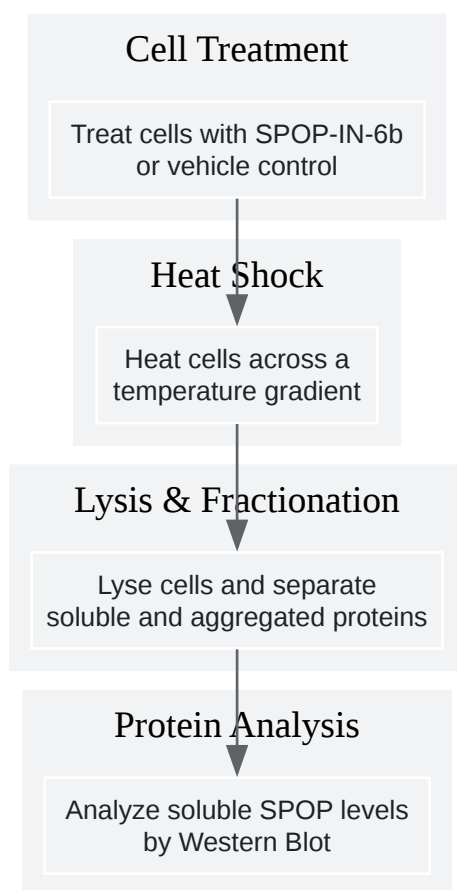 Cell Treatment
Treat cells with SPOP-IN-6b
or vehicle control
Heat Shock
Heat cells across a
temperature gradient
Lysis & Fractionation
Lyse cells and separate
soluble and aggregated proteins
Protein Analysis
Analyze soluble SPOP levels
by Western Blot